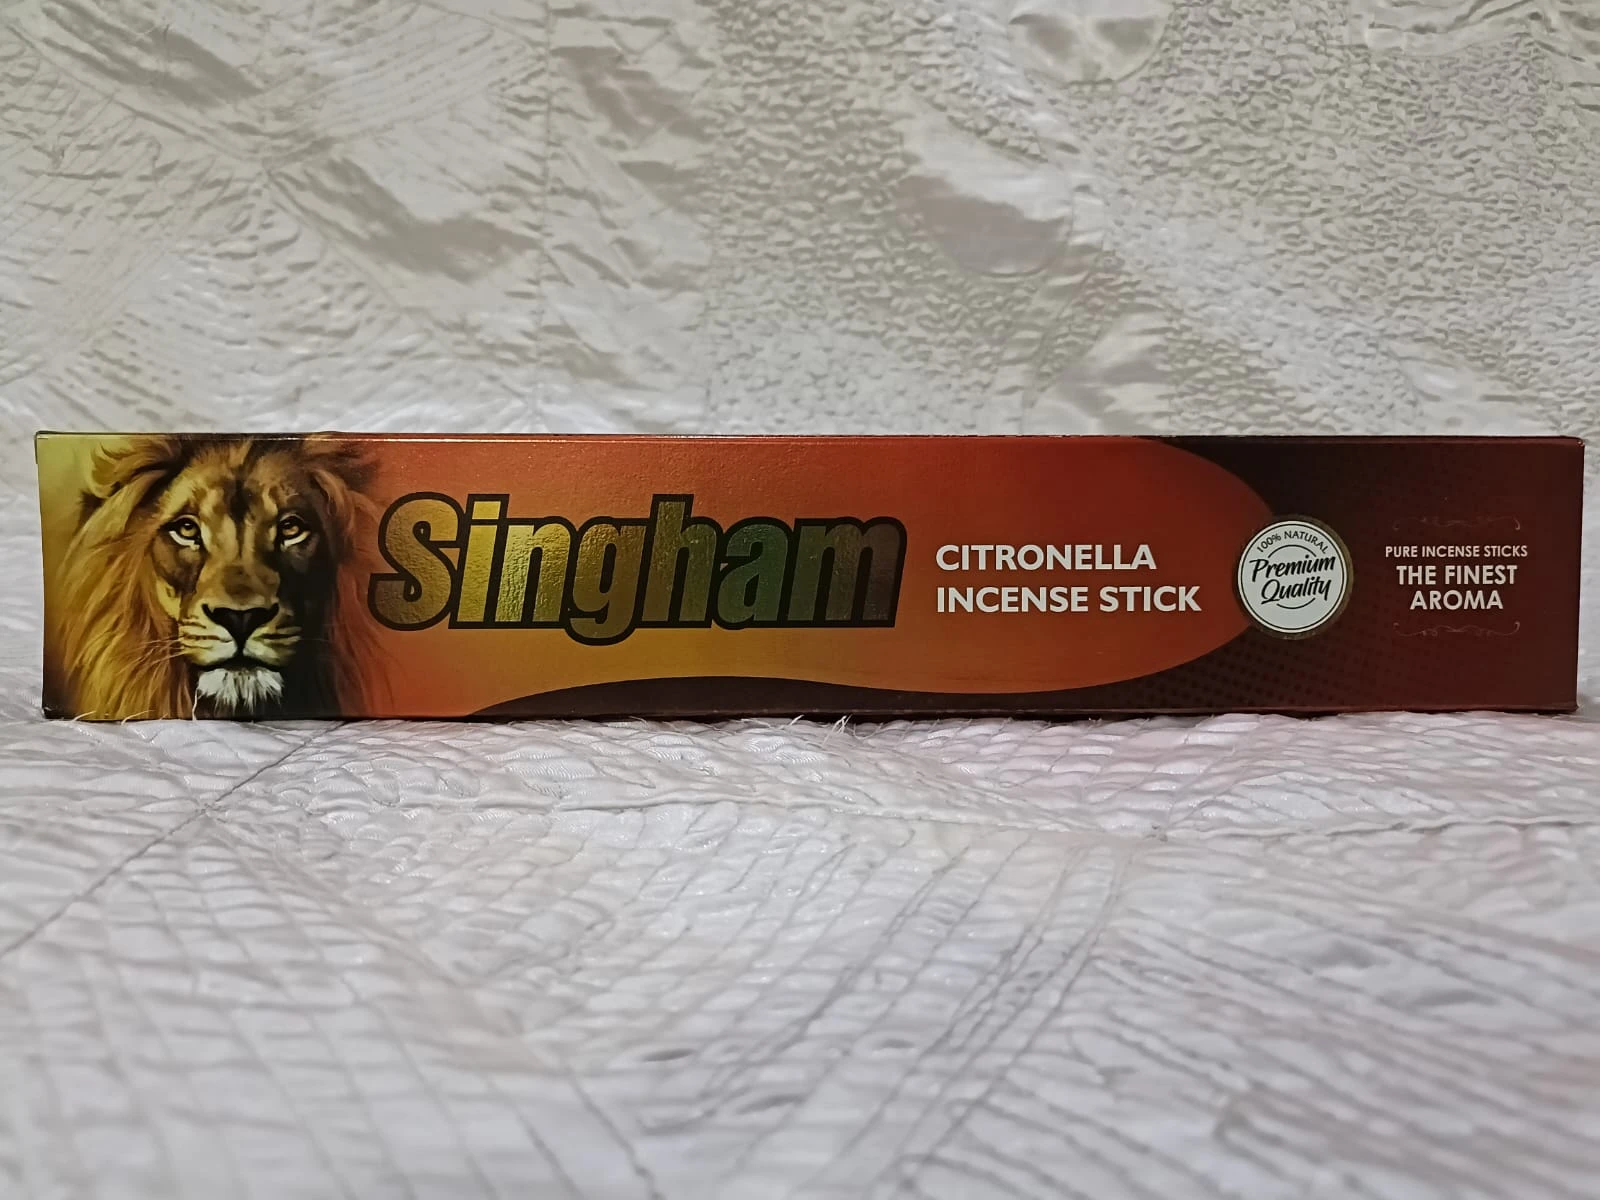 Singham
CITRONELLA
INCENSE STICK
100% NATURAL
Premium
Quality
PURE INCENSE STICKS
THE FINEST
AROMA